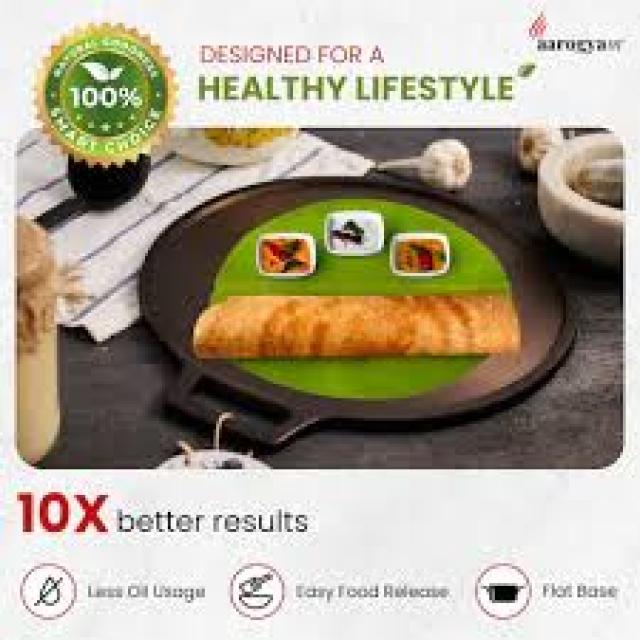 NATURAL GOODNESS
100%
SMART CHOICE
DESIGNED FOR A
HEALTHY LIFESTYLE
aarogyam
10X better results
Less Oil Usage
Easy Food Release
Flat Base